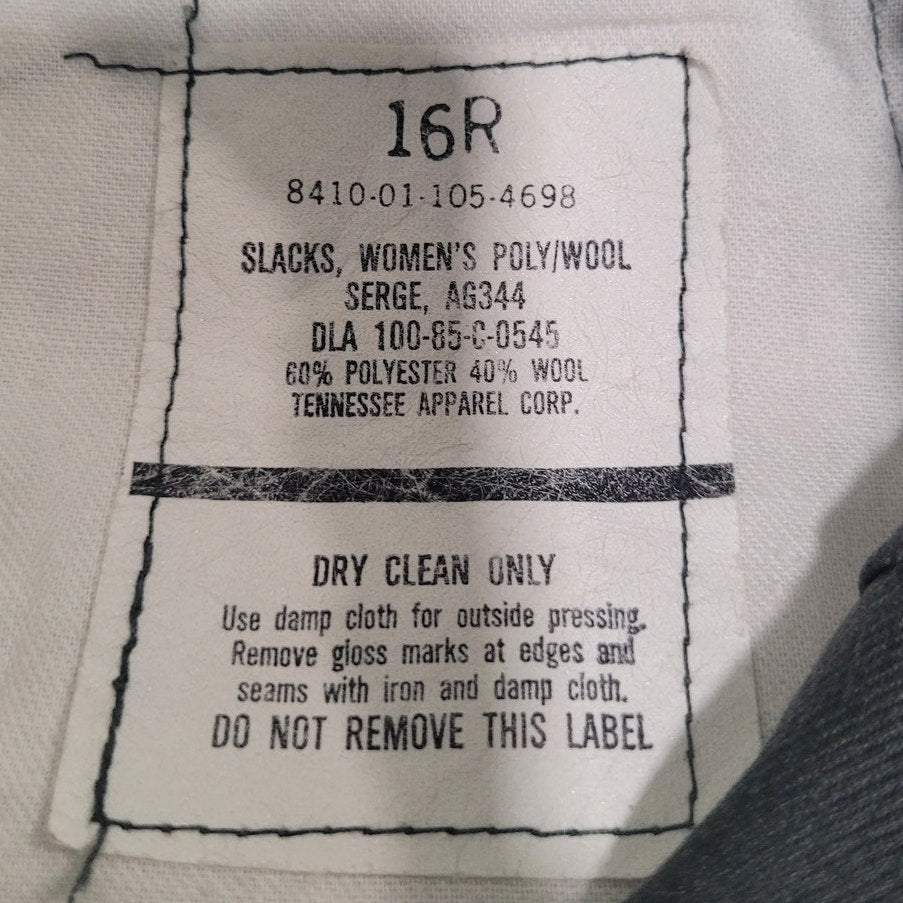 16R
8410-01-105-4698
SLACKS, WOMEN'S POLY/WOOL
SERGE, AG344
DLA 100-85-C-0545
60% POLYESTER 40% WOOL
TENNESSEE APPAREL CORP.
DRY CLEAN ONLY
Use damp cloth for outside pressing.
Remove gloss marks at edges and
seams with iron and damp cloth.
DO NOT REMOVE THIS LABEL